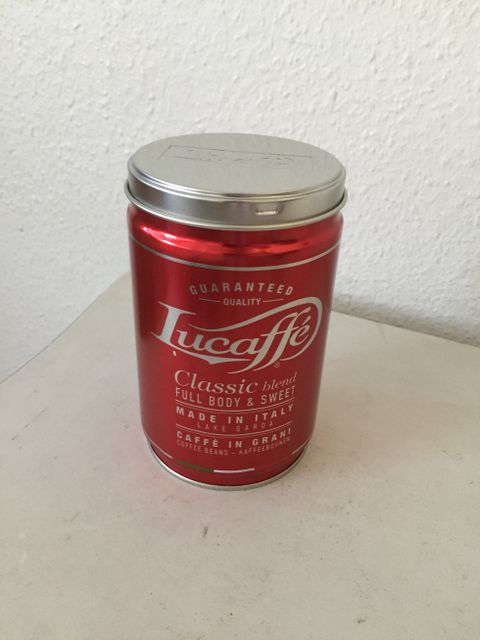 GUARANTEED
QUALITY
Lucaffé
®
Classic blend
FULL BODY & SWEET
MADE IN ITALY
LAKE GARDA
CAFFÈ IN GRANI
COFFEE BEANS - KAFFEEBOHNEN